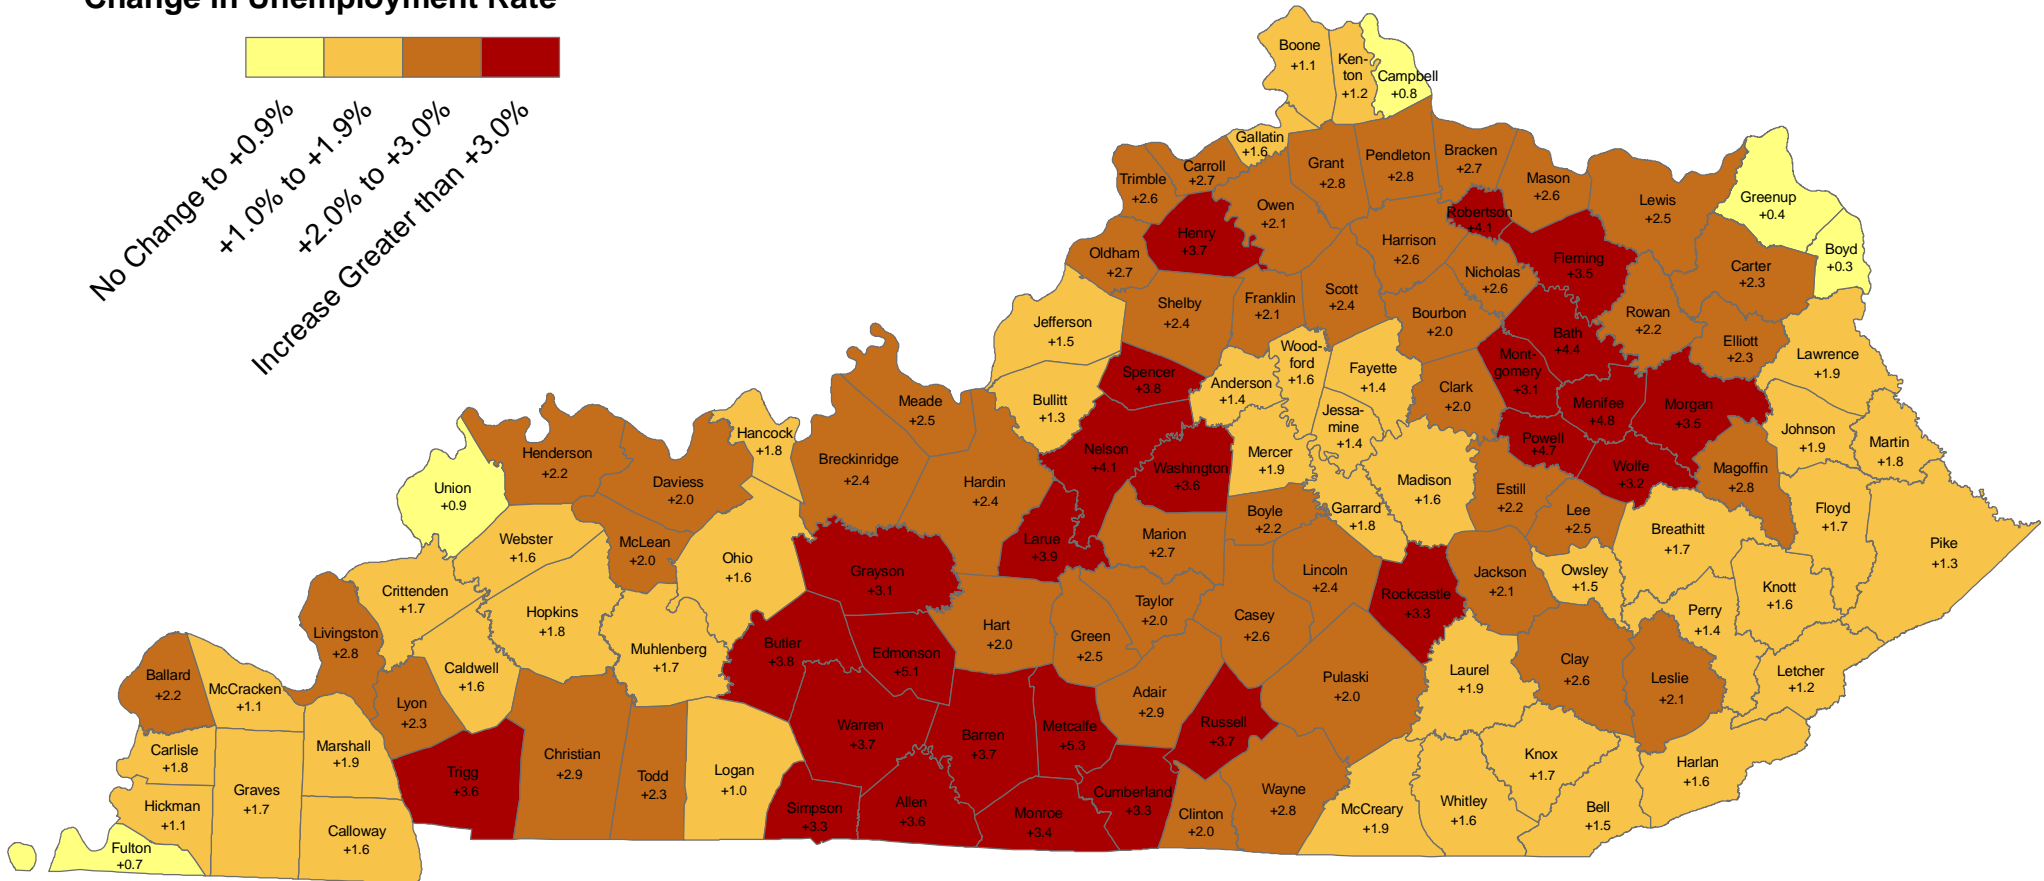 Change in Unemployment Rate
No Change to +0.9%
+1.0% to +1.9%
+2.0% to +3.0%
Increase Greater than +3.0%
Boone
+1.1
Ken-
ton
+1.2
Campbell
+0.8
Gallatin
+1.6
Carroll
+2.7
Trimble
+2.6
Grant
+2.8
Pendleton
+2.8
Bracken
+2.7
Mason
+2.6
Lewis
+2.5
Greenup
+0.4
Boyd
+0.3
Owen
+2.1
Robertson
+4.1
Henry
+3.7
Oldham
+2.7
Harrison
+2.6
Fleming
+3.5
Nicholas
+2.6
Carter
+2.3
Shelby
+2.4
Franklin
+2.1
Scott
+2.4
Bourbon
+2.0
Rowan
+2.2
Elliott
+2.3
Jefferson
+1.5
Bath
+4.4
Lawrence
+1.9
Wood-
ford
+1.6
Fayette
+1.4
Mont-
gomery
+3.1
Spencer
+3.8
Anderson
+1.4
Clark
+2.0
Menifee
+4.8
Morgan
+3.5
Bullitt
+1.3
Meade
+2.5
Jessa-
mine
+1.4
Johnson
+1.9
Martin
+1.8
Hancock
+1.8
Powell
+4.7
Henderson
+2.2
Breckinridge
+2.4
Nelson
+4.1
Washington
+3.6
Mercer
+1.9
Wolfe
+3.2
Magoffin
+2.8
Union
+0.9
Daviess
+2.0
Hardin
+2.4
Madison
+1.6
Estill
+2.2
Garrard
+1.8
Boyle
+2.2
Lee
+2.5
Floyd
+1.7
Breathitt
+1.7
Webster
+1.6
McLean
+2.0
Ohio
+1.6
Larue
+3.9
Marion
+2.7
Pike
+1.3
Grayson
+3.1
Lincoln
+2.4
Jackson
+2.1
Owsley
+1.5
Knott
+1.6
Crittenden
+1.7
Rockcastle
+3.3
Hopkins
+1.8
Taylor
+2.0
Casey
+2.6
Perry
+1.4
Hart
+2.0
Green
+2.5
Livingston
+2.8
Butler
+3.8
Edmonson
+5.1
Muhlenberg
+1.7
Caldwell
+1.6
Clay
+2.6
Laurel
+1.9
Letcher
+1.2
Leslie
+2.1
Pulaski
+2.0
Ballard
+2.2
McCracken
+1.1
Adair
+2.9
Lyon
+2.3
Warren
+3.7
Barren
+3.7
Metcalfe
+5.3
Russell
+3.7
Carlisle
+1.8
Marshall
+1.9
Christian
+2.9
Trigg
+3.6
Todd
+2.3
Logan
+1.0
Knox
+1.7
Harlan
+1.6
Graves
+1.7
Wayne
+2.8
Cumberland
+3.3
Hickman
+1.1
Simpson
+3.3
Allen
+3.6
Monroe
+3.4
Clinton
+2.0
McCreary
+1.9
Whitley
+1.6
Bell
+1.5
Calloway
+1.6
Fulton
+0.7